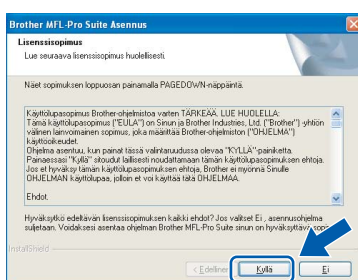 Brother MFL-Pro Suite Asennus
Lisenssisopimus
Lue seuraava lisenssisopimus huolellisesti.
Näet sopimuksen loppuosan painamalla PAGEDOWN-näppäintä.
Käyttölupasopimus Brother-ohjelmistoa varten TÄRKEÄÄ. LUE HUOLELLA:
Tämä käyttölupasopimus ("EULA") on Sinun ja Brother Industries, Ltd. ("Brother") yhtiön
välinen lainvoimainen sopimus, joka määrittää Brother-ohjelmiston ("OHJELMA")
käyttöoikeudet.
Ohjelma asentuu, kun painat tässä valintaruudussa olevaa "KYLLÄ"-painiketta.
Painaessasi "Kyllä" sitoudut laillisesti noudattamaan tämän käyttölupasopimuksen ehtoja.
Jos et hyväksy tämän käyttölupasopimuksen ehtoja, Brother ei myönnä Sinulle
OHJELMAN käyttölupaa, jolloin et voi käyttää tätä OHJELMAA.
Ehdot.
Hyväksytkö edeltävän lisenssisopimuksen kaikki ehdot? Jos valitset Ei , asennusohjelma
suljetaan. Voidaksesi asentaa ohjelman Brother MFL-Pro Suite sinun on hyväksyttävä
InstallShield
< Edellinen
Kyllä
Ei